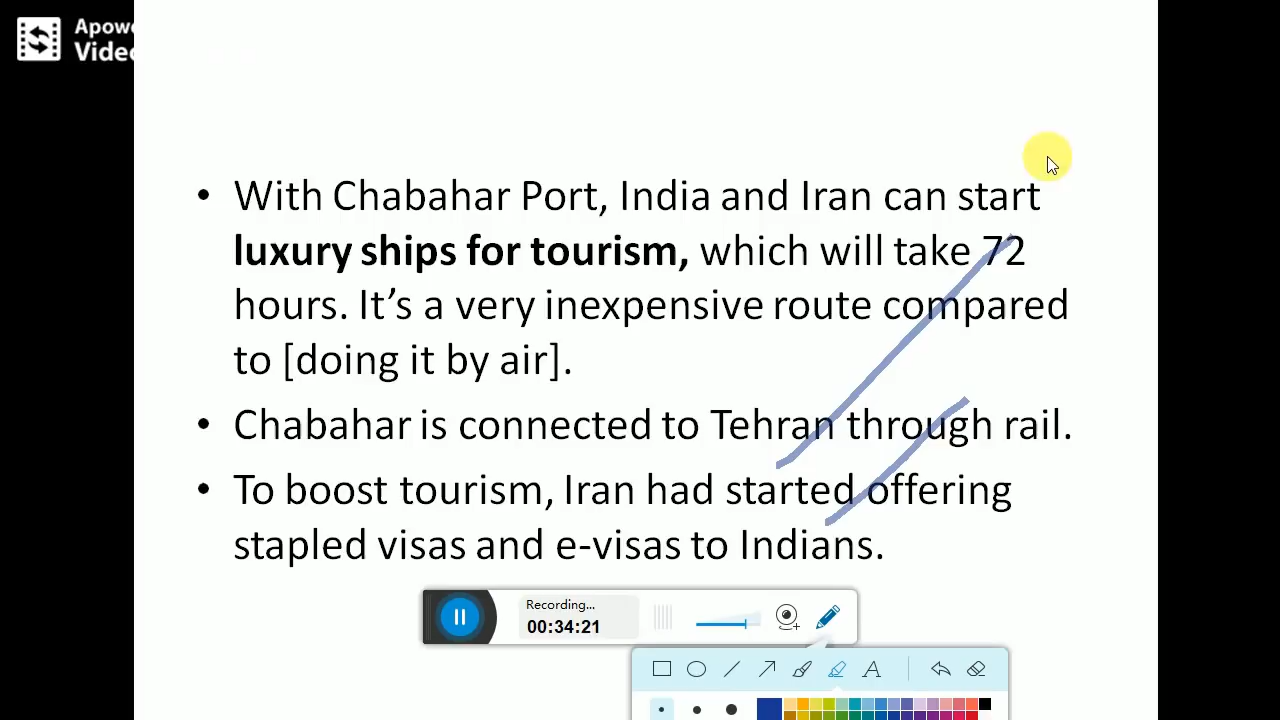 Apowe
Video
• With Chabahar Port, India and Iran can start
luxury ships for tourism, which will take 72
hours. It’s a very inexpensive route compared
to [doing it by air].
• Chabahar is connected to Tehran through rail.
• To boost tourism, Iran had started offering
stapled visas and e-visas to Indians.
Recording...
00:34:21
A